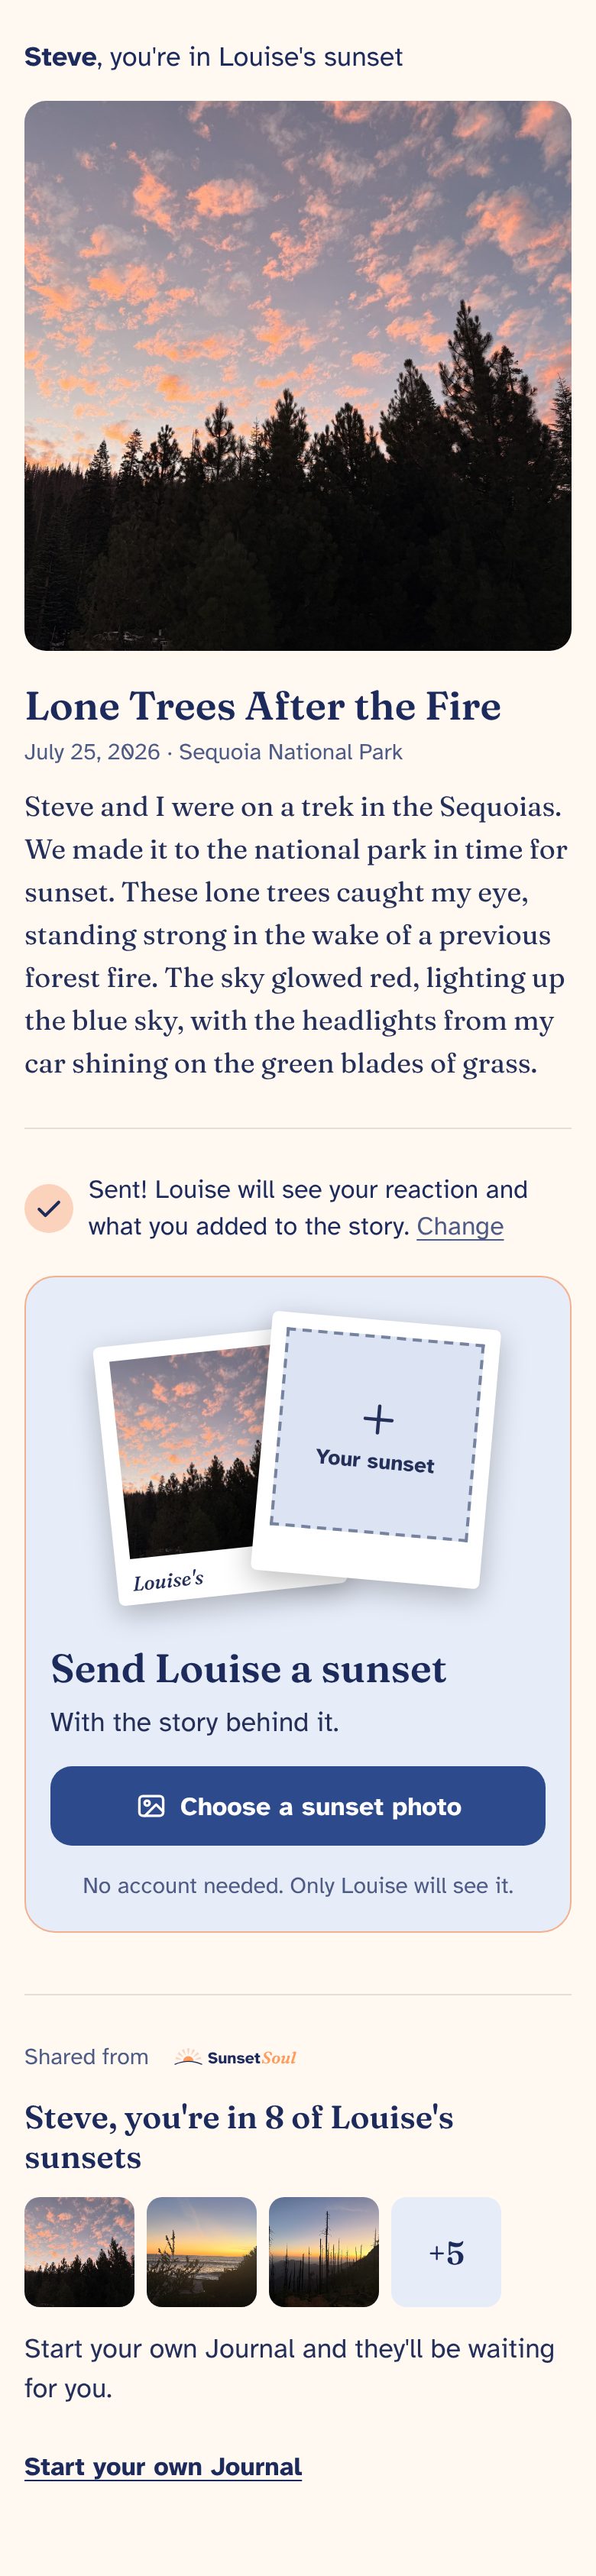 Steve, you're in Louise's sunset
Lone Trees After the Fire
July 25, 2026 · Sequoia National Park
Steve and I were on a trek in the Sequoias.
We made it to the national park in time for
sunset. These lone trees caught my eye,
standing strong in the wake of a previous
forest fire. The sky glowed red, lighting up
the blue sky, with the headlights from my
car shining on the green blades of grass.
Sent! Louise will see your reaction and
what you added to the story. Change
Your sunset
Louise's
Send Louise a sunset
With the story behind it.
Choose a sunset photo
No account needed. Only Louise will see it.
Shared from SunsetSoul
Steve, you're in 8 of Louise's
sunsets
+5
Start your own Journal and they'll be waiting
for you.
Start your own Journal